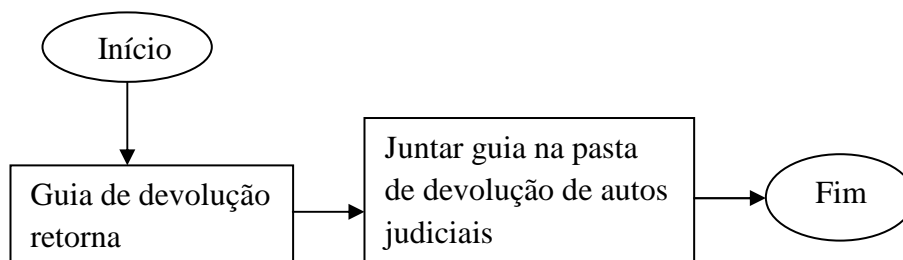 Início
Guia de devolução
retorna
Juntar guia na pasta
de devolução de autos
judiciais
Fim